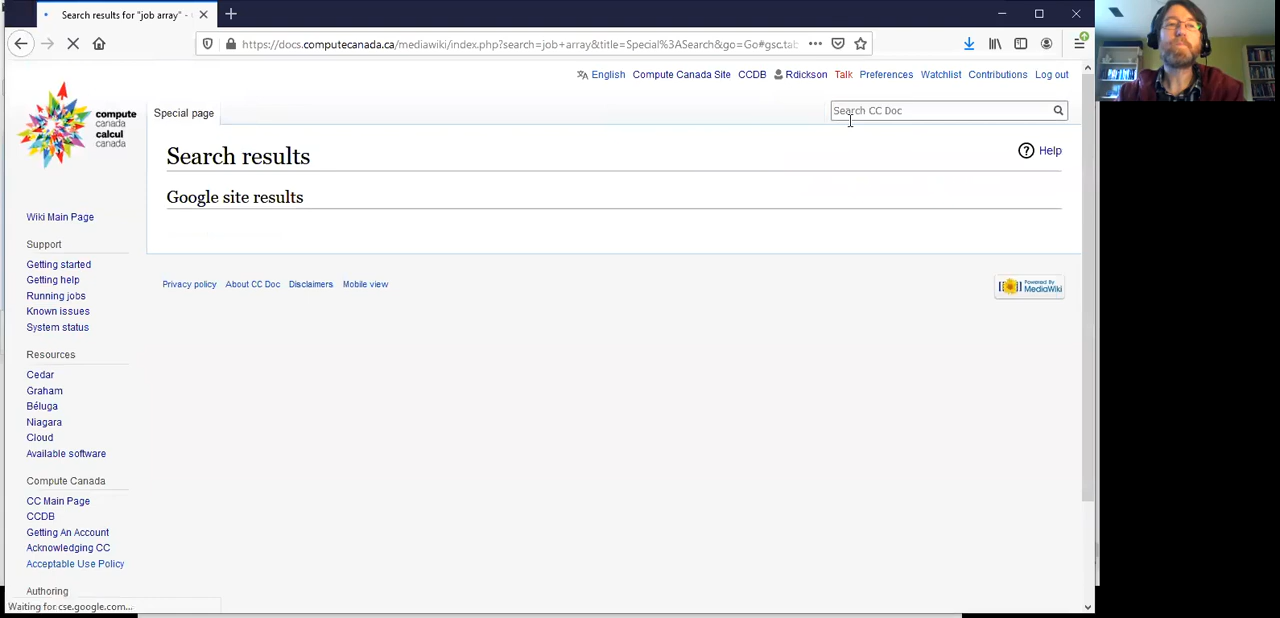 Search results for "job array" -
https://docs.computecanada.ca/mediawiki/index.php?search=job+array&title=Special%3ASearch&go=Go#gsc.tab
English Compute Canada Site CCDB Rdickson Talk Preferences Watchlist Contributions Log out
compute
canada
calcul
canada
Special page
Search CC Doc
Search results
Help
Google site results
Privacy policy About CC Doc Disclaimers Mobile view
Powered By
MediaWiki
Wiki Main Page
Support
Getting started
Getting help
Running jobs
Known issues
System status
Resources
Cedar
Graham
Béluga
Niagara
Cloud
Available software
Compute Canada
CC Main Page
CCDB
Getting An Account
Acknowledging CC
Acceptable Use Policy
Authoring
Waiting for cse.google.com...